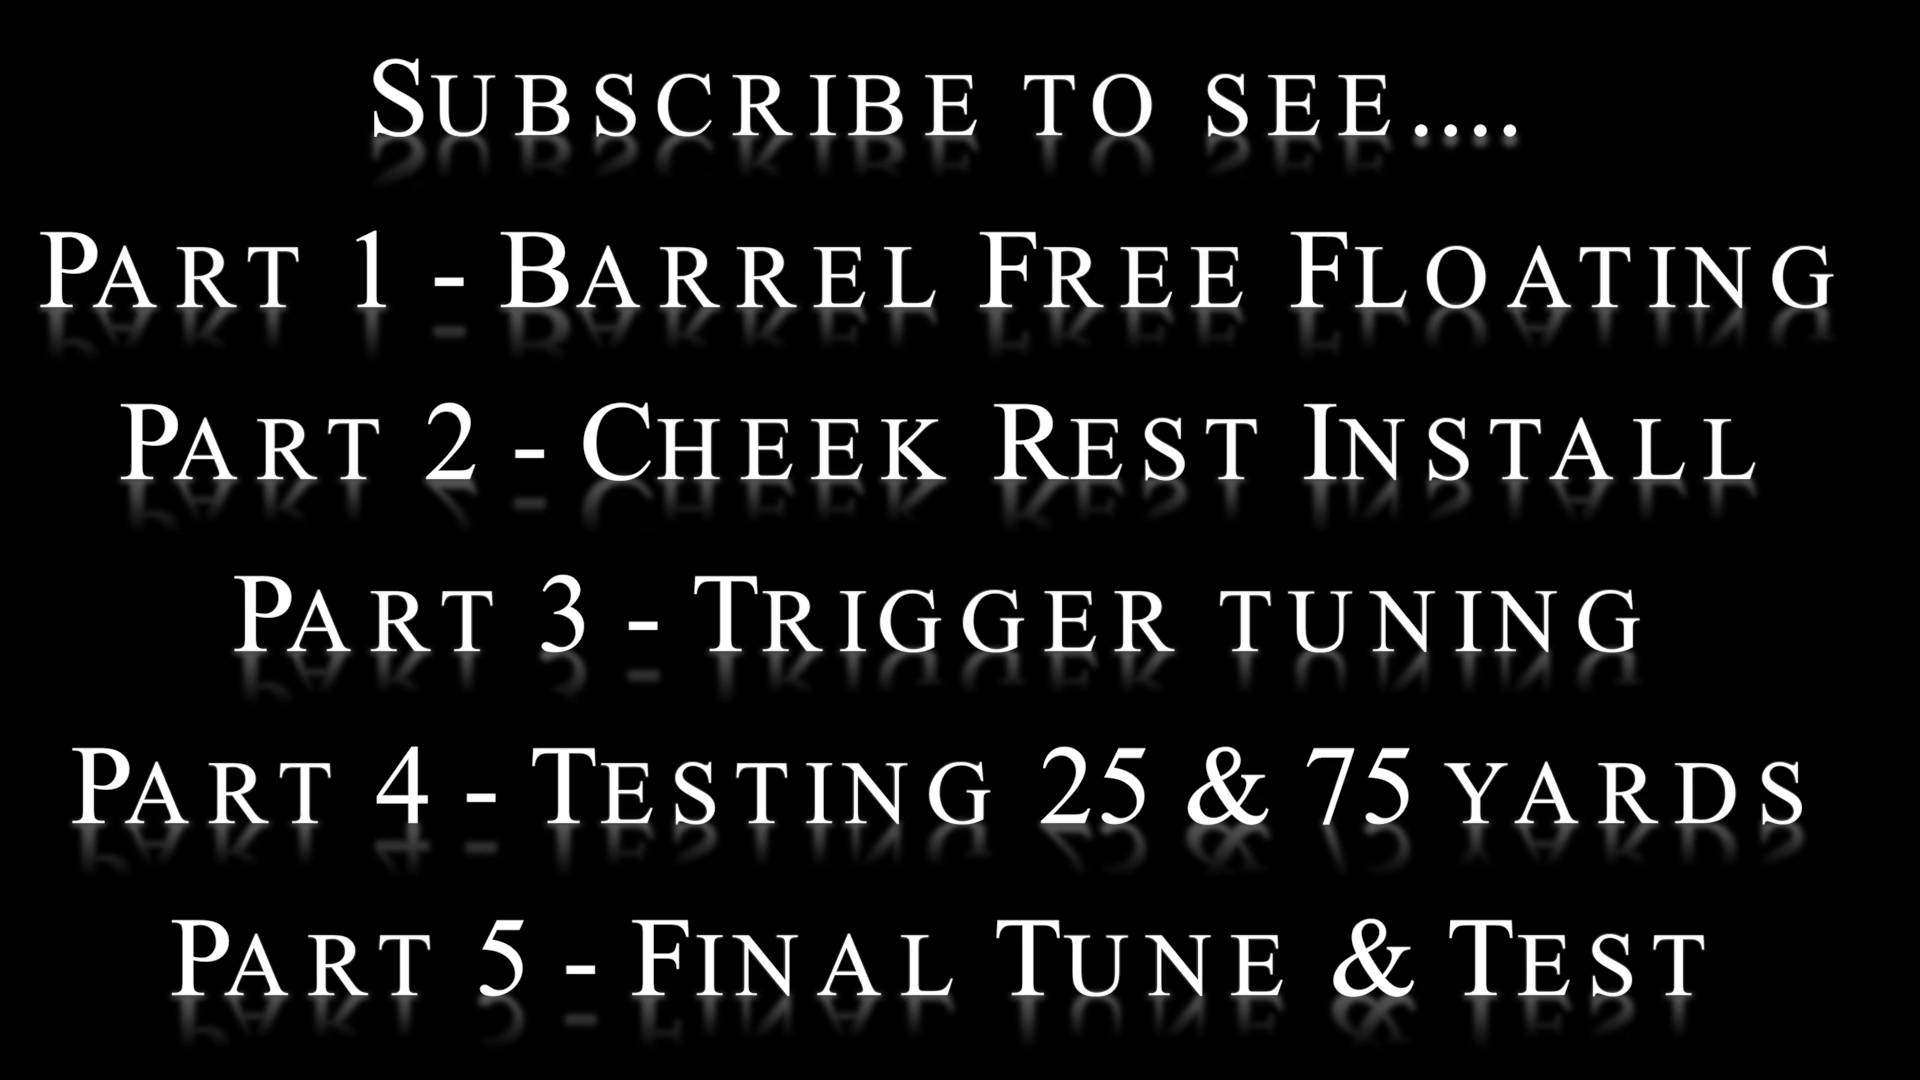 Subscribe to see....
Part 1 - Barrel Free Floating
Part 2 - Cheek Rest Install
Part 3 - Trigger tuning
Part 4 - Testing 25 & 75 yards
Part 5 - Final Tune & Test